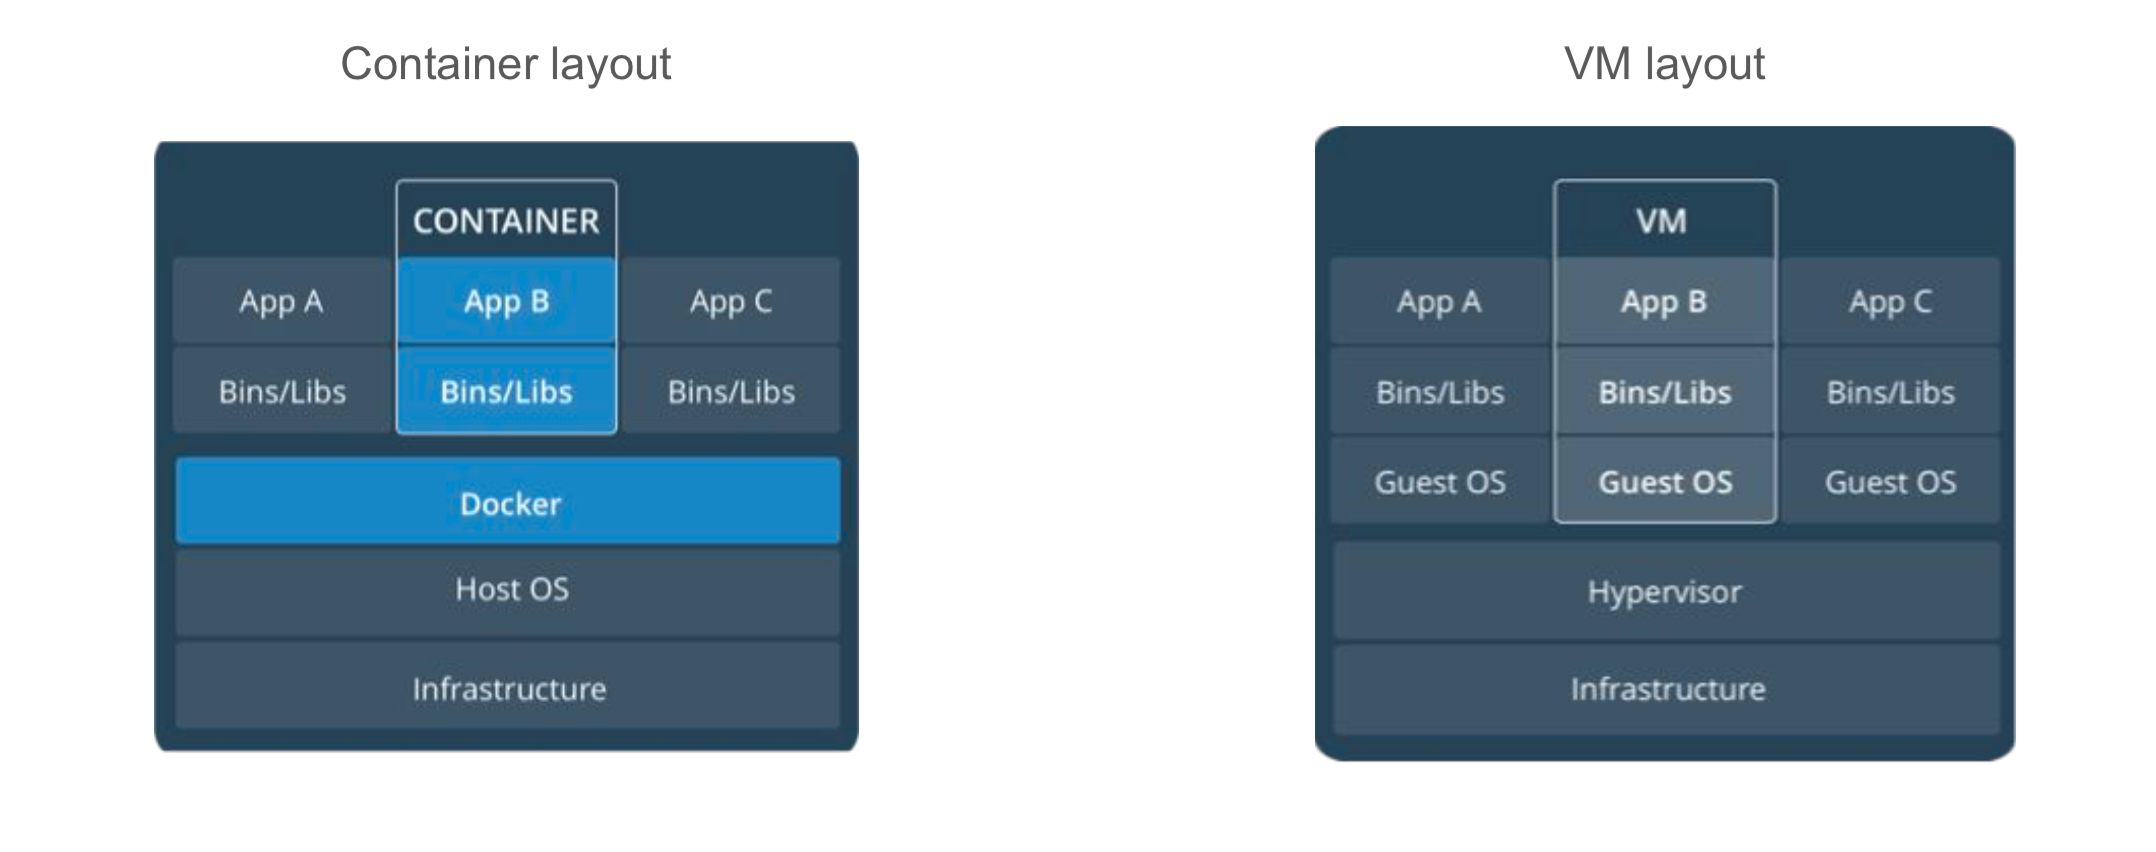 Container layout
CONTAINER
App A App B App C
Bins/Libs Bins/Libs Bins/Libs
Docker
Host OS
Infrastructure
VM layout
VM
App A App B App C
Bins/Libs Bins/Libs Bins/Libs
Guest OS Guest OS Guest OS
Hypervisor
Infrastructure